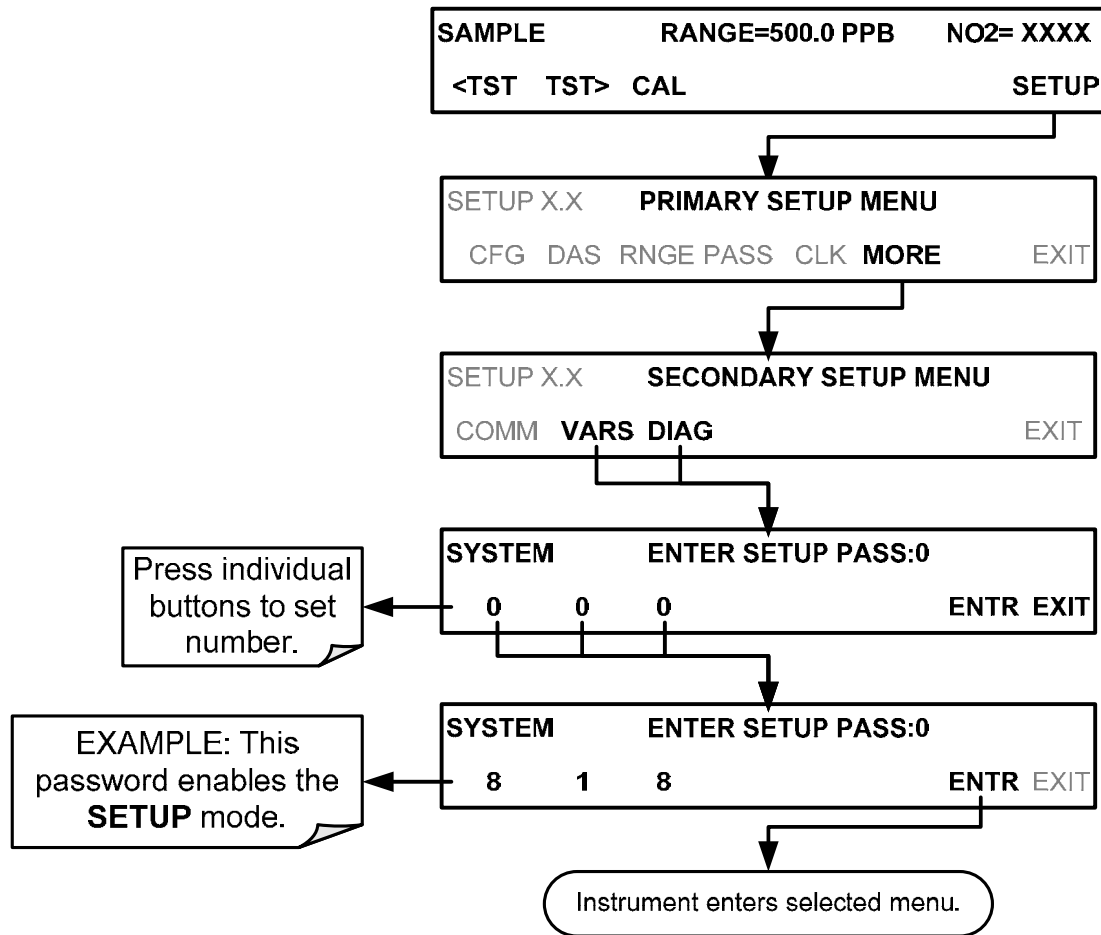 SAMPLE RANGE=500.0 PPB NO2= XXXX
<TST TST> CAL SETUP
SETUP X.X PRIMARY SETUP MENU
CFG DAS RNGE PASS CLK MORE EXIT
SETUP X.X SECONDARY SETUP MENU
COMM VARS DIAG EXIT
SYSTEM ENTER SETUP PASS:0
0 0 0 ENTR EXIT
Press individual
buttons to set
number.
SYSTEM ENTER SETUP PASS:0
8 1 8 ENTR EXIT
EXAMPLE: This
password enables the
SETUP mode.
Instrument enters selected menu.